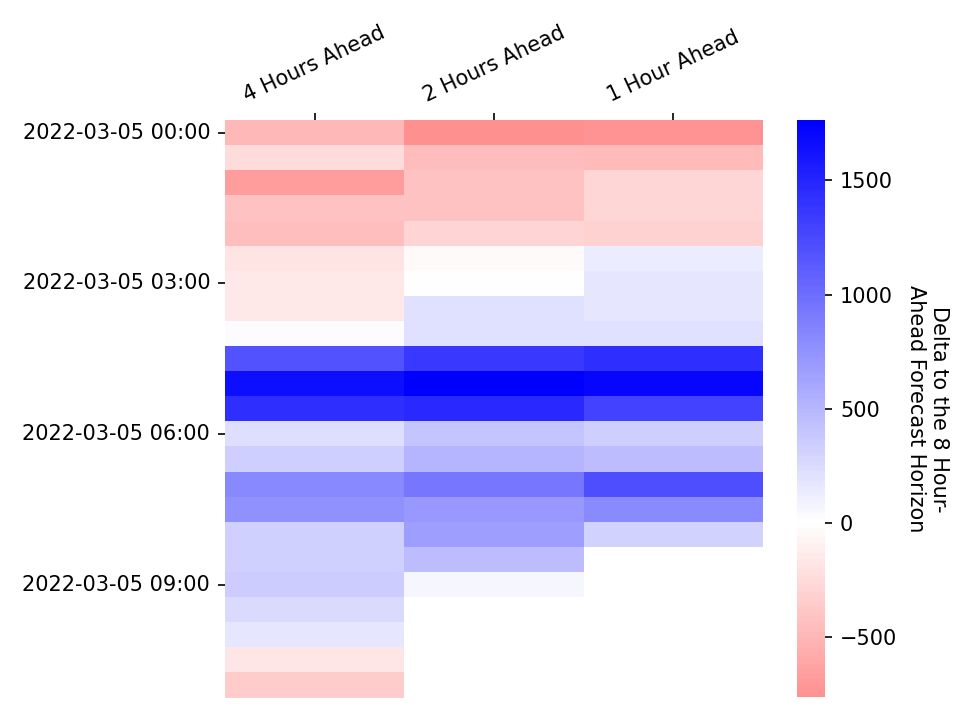 4 Hours Ahead
2 Hours Ahead
1 Hour Ahead
2022-03-05 00:00
2022-03-05 03:00
2022-03-05 06:00
2022-03-05 09:00
1500
1000
500
0
−500
Delta to the 8 Hour-
Ahead Forecast Horizon